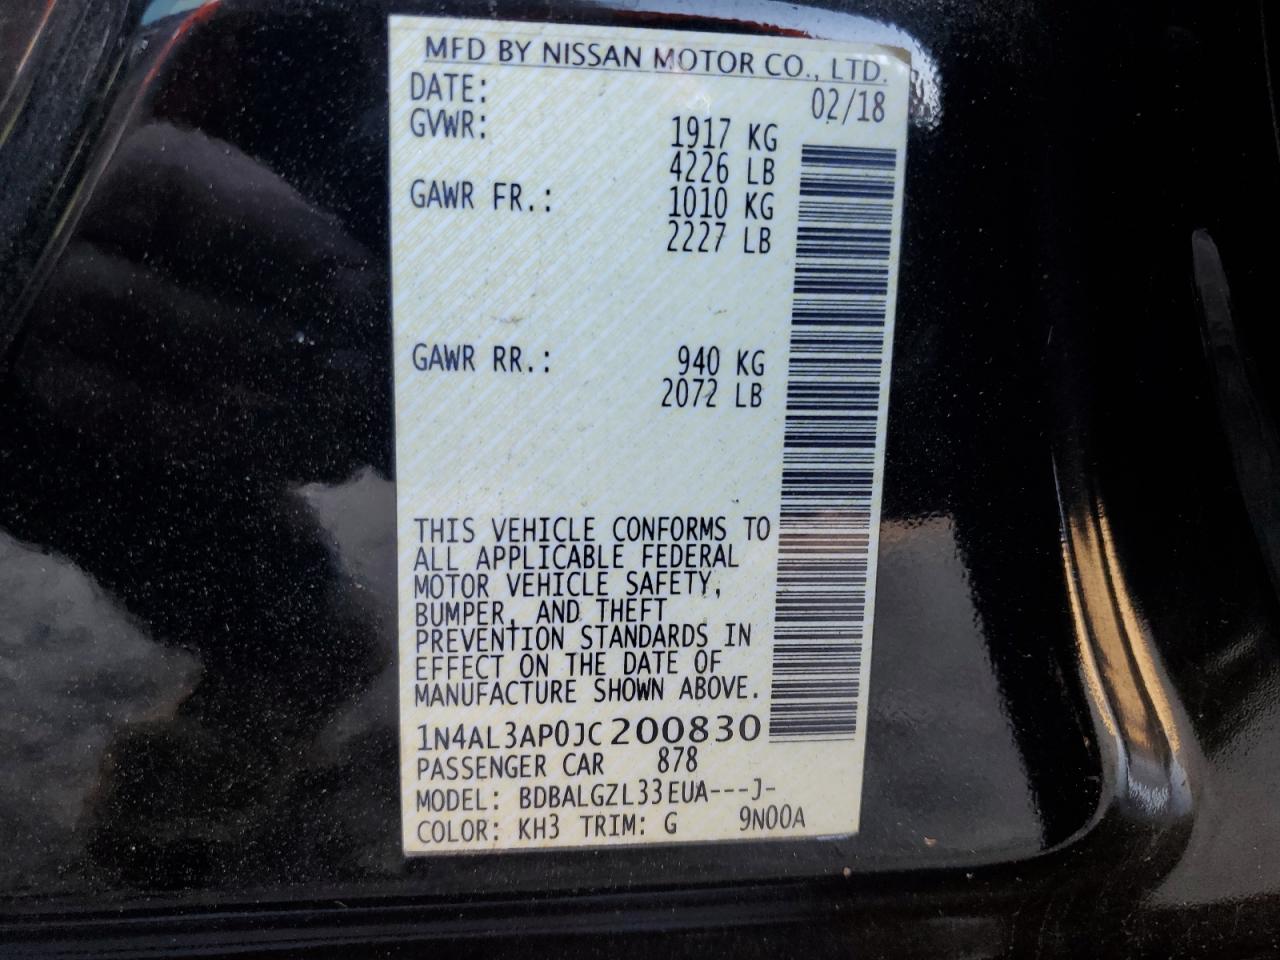 MFD BY NISSAN MOTOR CO., LTD.
DATE: 02/18
GVWR: 1917 KG
4226 LB
GAWR FR.: 1010 KG
2227 LB
GAWR RR.: 940 KG
2072 LB
THIS VEHICLE CONFORMS TO
ALL APPLICABLE FEDERAL
MOTOR VEHICLE SAFETY,
BUMPER, AND THEFT
PREVENTION STANDARDS IN
EFFECT ON THE DATE OF
MANUFACTURE SHOWN ABOVE.
1N4AL3AP0JC200830
PASSENGER CAR 878
MODEL: BDBALGZL33EUA---J-
COLOR: KH3 TRIM: G 9N00A